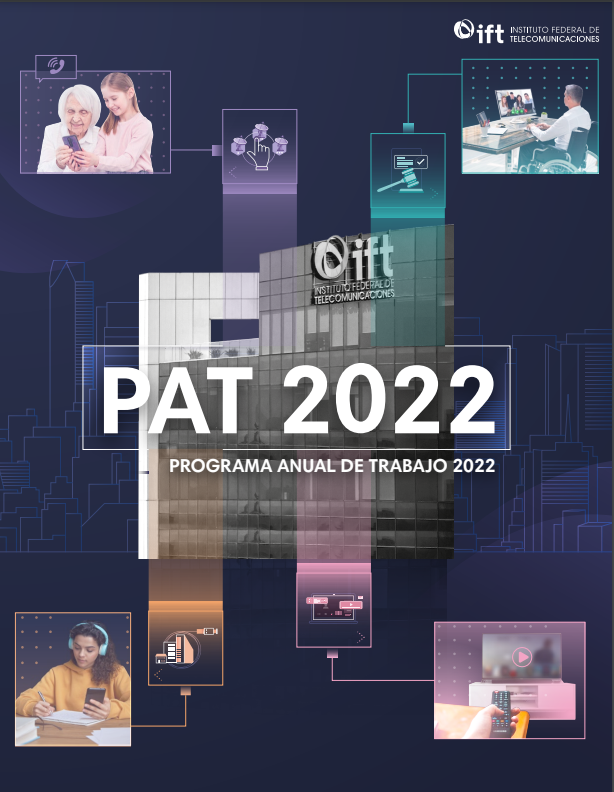 ift INSTITUTO FEDERAL DE
TELECOMUNICACIONES
ift
INSTITUTO FEDERAL DE
TELECOMUNICACIONES
PAT 2022
PROGRAMA ANUAL DE TRABAJO 2022